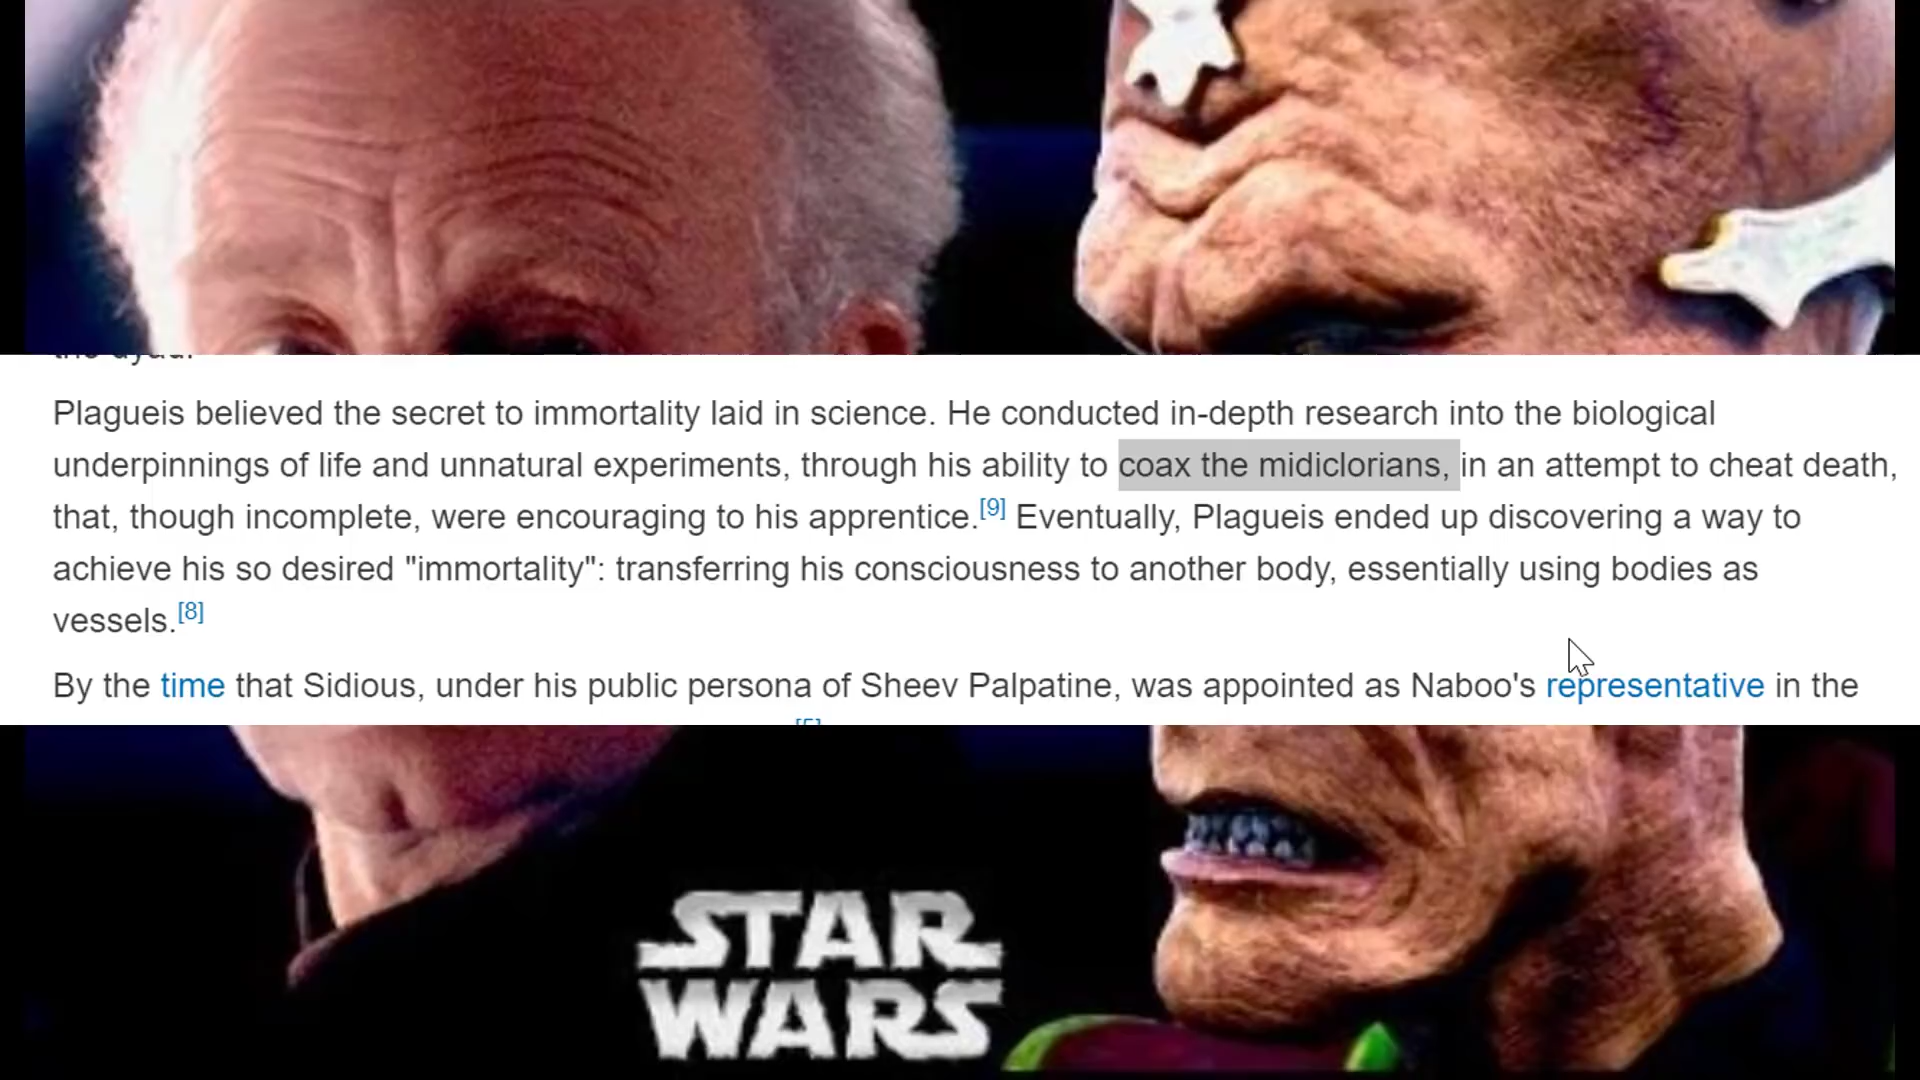 Plagueis believed the secret to immortality laid in science. He conducted in-depth research into the biological
underpinnings of life and unnatural experiments, through his ability to coax the midiclorians, in an attempt to cheat death,
that, though incomplete, were encouraging to his apprentice.[9] Eventually, Plagueis ended up discovering a way to
achieve his so desired "immortality": transferring his consciousness to another body, essentially using bodies as
vessels.[8]
By the time that Sidious, under his public persona of Sheev Palpatine, was appointed as Naboo's representative in the
STAR
WARS